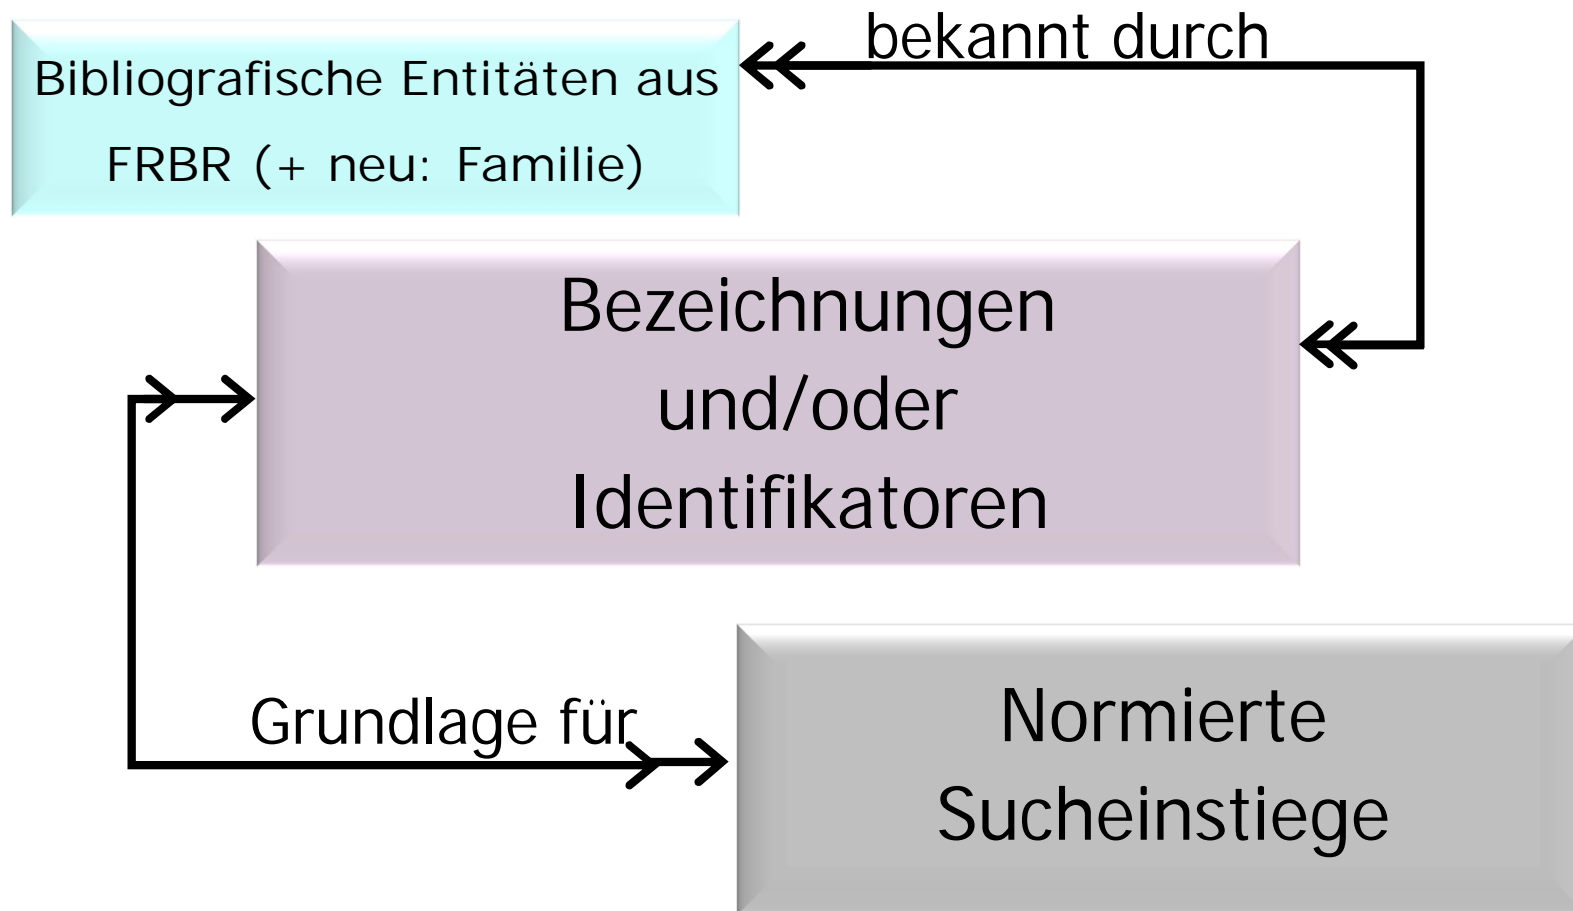 bekannt durch
Bibliografische Entitäten aus
FRBR (+ neu: Familie)
Bezeichnungen
und/oder
Identifikatoren
Grundlage für
Normierte
Sucheinstiege